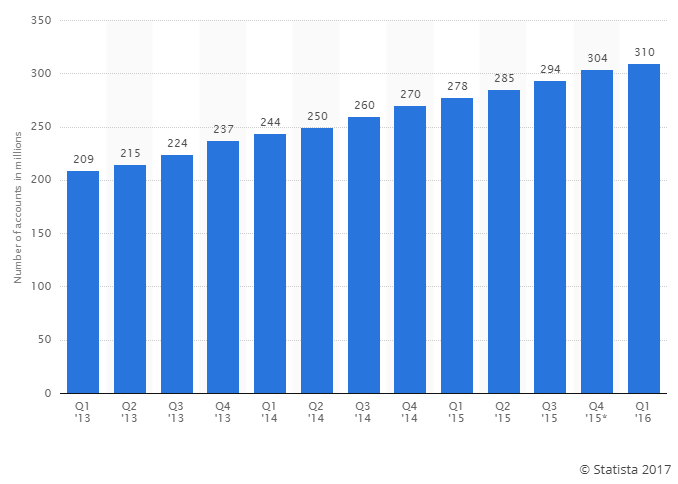 Number of accounts in millions
350
300
250
200
150
100
50
0
209
215
224
237
244
250
260
270
278
285
294
304
310
Q1 '13
Q2 '13
Q3 '13
Q4 '13
Q1 '14
Q2 '14
Q3 '14
Q4 '14
Q1 '15
Q2 '15
Q3 '15
Q4 '15*
Q1 '16
© Statista 2017